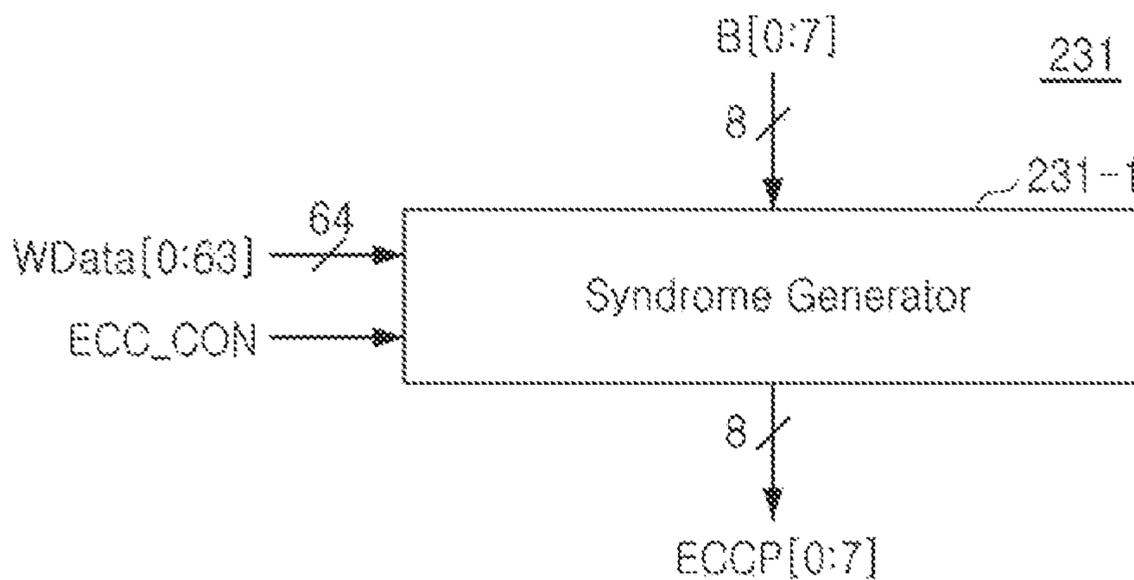 B[0:7]
231
8
231-1
64
WData[0:63]
Syndrome Generator
ECC_CON
8
ECCP[0:7]